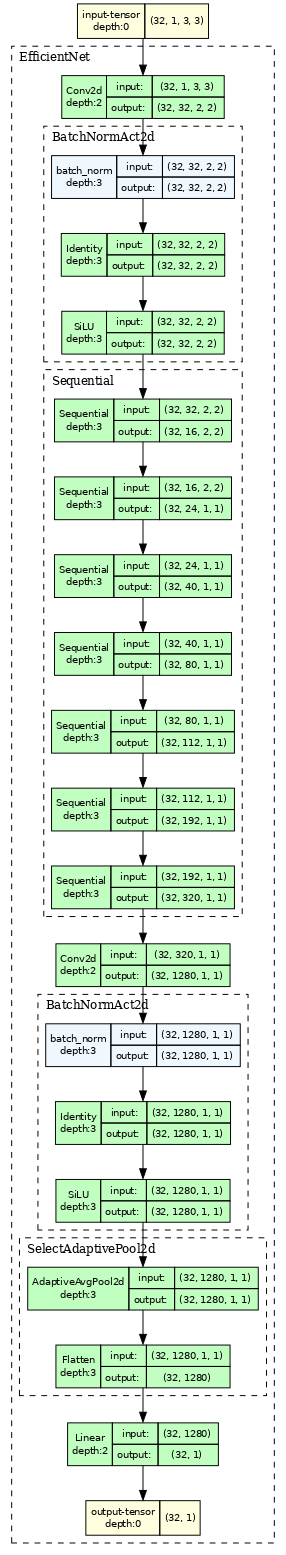 input-tensor
depth:0
(32, 1, 3, 3)
EfficientNet
Conv2d
depth:2
input:
(32, 1, 3, 3)
output:
(32, 32, 2, 2)
BatchNormAct2d
batch_norm
depth:3
input:
(32, 32, 2, 2)
output:
(32, 32, 2, 2)
Identity
depth:3
input:
(32, 32, 2, 2)
output:
(32, 32, 2, 2)
SiLU
depth:3
input:
(32, 32, 2, 2)
output:
(32, 32, 2, 2)
Sequential
Sequential
depth:3
input:
(32, 32, 2, 2)
output:
(32, 16, 2, 2)
Sequential
depth:3
input:
(32, 16, 2, 2)
output:
(32, 24, 1, 1)
Sequential
depth:3
input:
(32, 24, 1, 1)
output:
(32, 40, 1, 1)
Sequential
depth:3
input:
(32, 40, 1, 1)
output:
(32, 80, 1, 1)
Sequential
depth:3
input:
(32, 80, 1, 1)
output:
(32, 112, 1, 1)
Sequential
depth:3
input:
(32, 112, 1, 1)
output:
(32, 192, 1, 1)
Sequential
depth:3
input:
(32, 192, 1, 1)
output:
(32, 320, 1, 1)
Conv2d
depth:2
input:
(32, 320, 1, 1)
output:
(32, 1280, 1, 1)
BatchNormAct2d
batch_norm
depth:3
input:
(32, 1280, 1, 1)
output:
(32, 1280, 1, 1)
Identity
depth:3
input:
(32, 1280, 1, 1)
output:
(32, 1280, 1, 1)
SiLU
depth:3
input:
(32, 1280, 1, 1)
output:
(32, 1280, 1, 1)
SelectAdaptivePool2d
AdaptiveAvgPool2d
depth:3
input:
(32, 1280, 1, 1)
output:
(32, 1280, 1, 1)
Flatten
depth:3
input:
(32, 1280, 1, 1)
output:
(32, 1280)
Linear
depth:2
input:
(32, 1280)
output:
(32, 1)
output-tensor
depth:0
(32, 1)